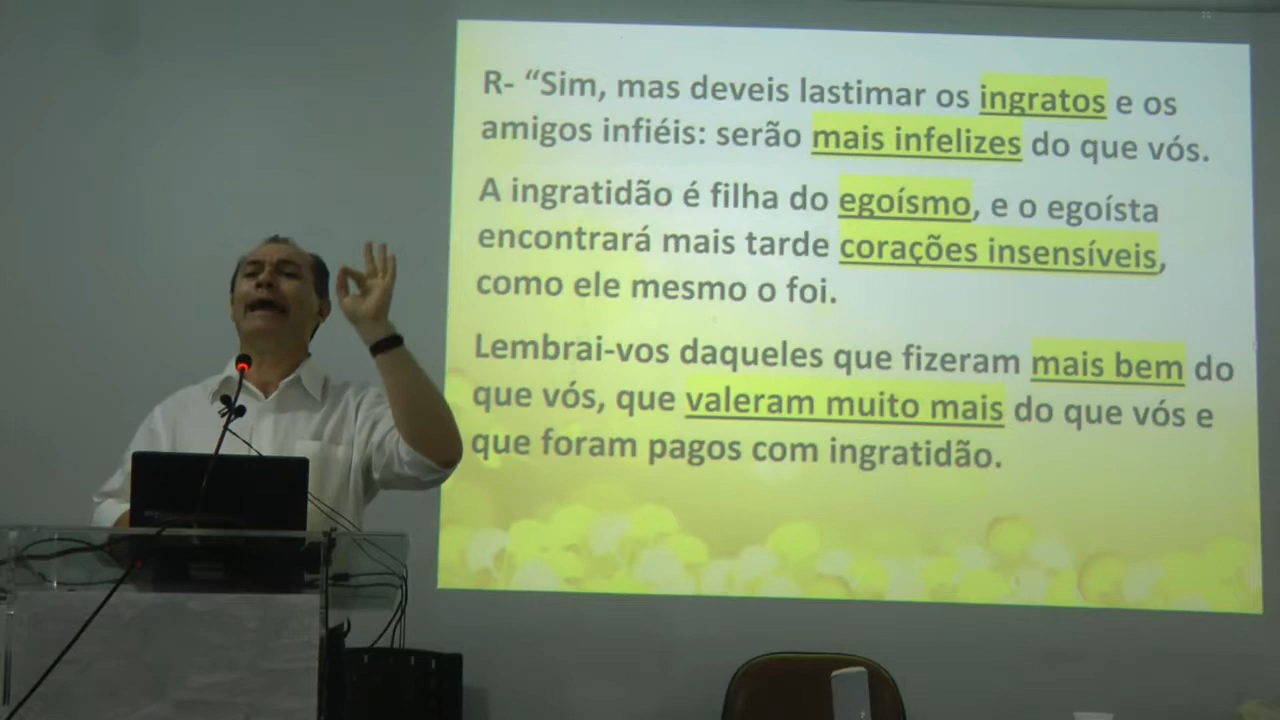 R- “Sim, mas deveis lastimar os ingratos e os
amigos infiéis: serão mais infelizes do que vós.
A ingratidão é filha do egoísmo, e o egoísta
encontrará mais tarde corações insensíveis,
como ele mesmo o foi.
Lembrai-vos daqueles que fizeram mais bem do
que vós, que valeram muito mais do que vós e
que foram pagos com ingratidão.